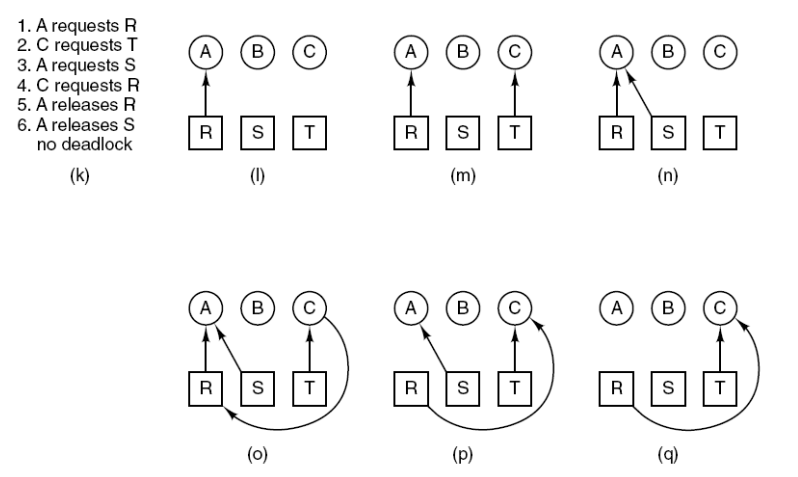 1. A requests R
2. C requests T
3. A requests S
4. C requests R
5. A releases R
6. A releases S
no deadlock
(k)
A B C
R S T
(l)
A B C
R S T
(m)
A B C
R S T
(n)
A B C
R S T
(o)
A B C
R S T
(p)
A B C
R S T
(q)